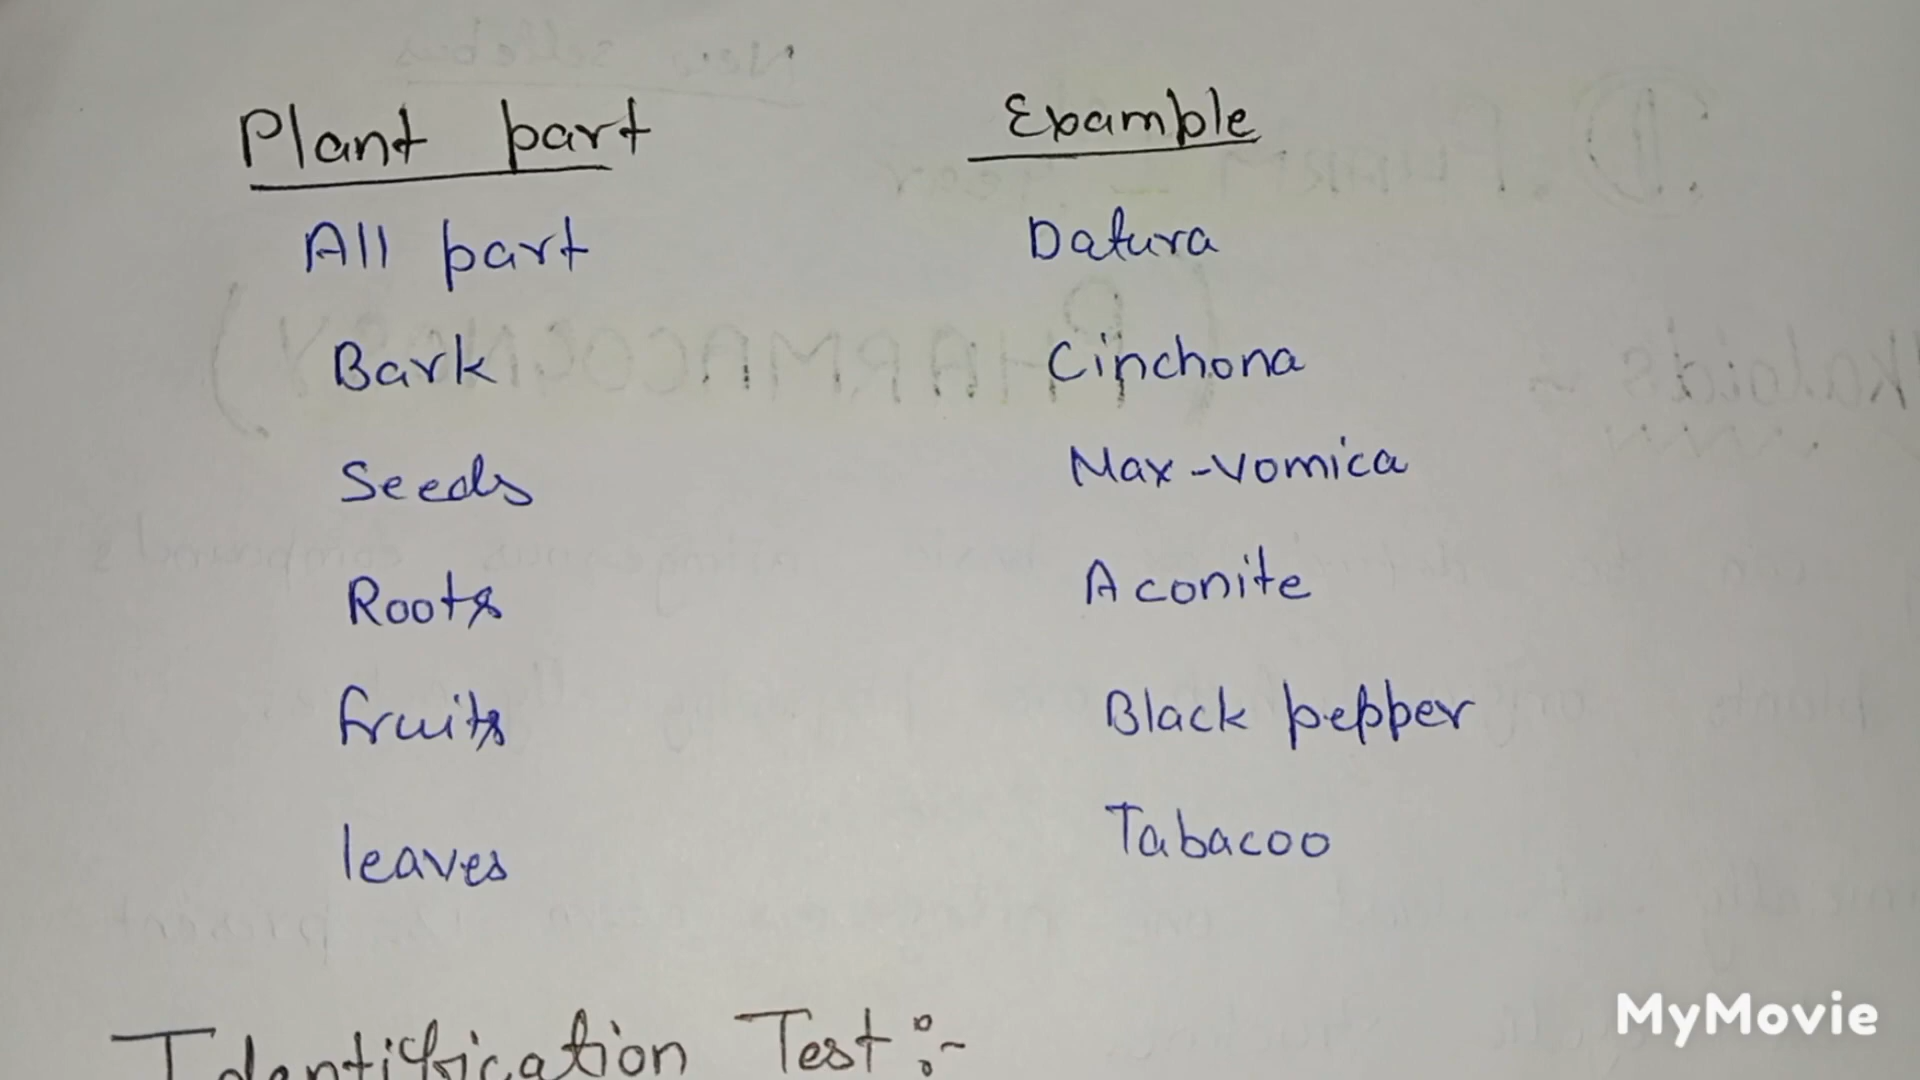 Plant part Example
All part Datura
Bark Cinchona
Seeds Nax-vomica
Roots Aconite
fruits Black pepper
leaves Tabacoo
Identification Test :-
MyMovie